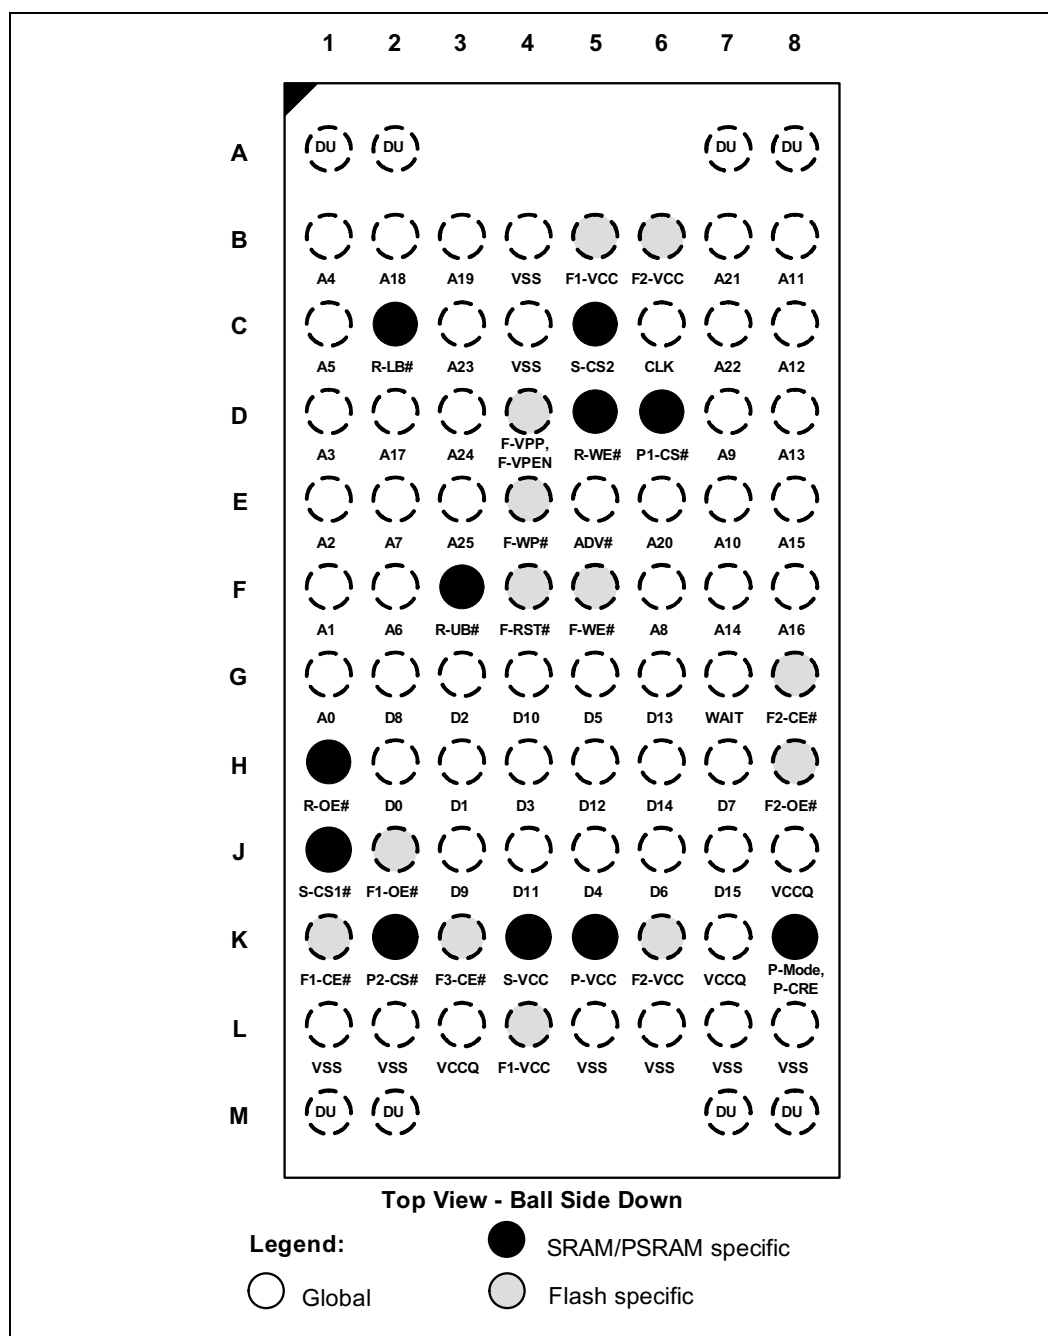 1 2 3 4 5 6 7 8
A DU DU DU DU
B
A4 A18 A19 VSS F1-VCC F2-VCC A21 A11
C
A5 R-LB# A23 VSS S-CS2 CLK A22 A12
D
A3 A17 A24 F-VPP, R-WE# P1-CS# A9 A13
F-VPEN
E
A2 A7 A25 F-WP# ADV# A20 A10 A15
F
A1 A6 R-UB# F-RST# F-WE# A8 A14 A16
G
A0 D8 D2 D10 D5 D13 WAIT F2-CE#
H
R-OE# D0 D1 D3 D12 D14 D7 F2-OE#
J
S-CS1# F1-OE# D9 D11 D4 D6 D15 VCCQ
K
F1-CE# P2-CS# F3-CE# S-VCC P-VCC F2-VCC VCCQ P-Mode,
P-CRE
L
VSS VSS VCCQ F1-VCC VSS VSS VSS VSS
M DU DU DU DU
Top View - Ball Side Down
Legend: SRAM/PSRAM specific
Global Flash specific